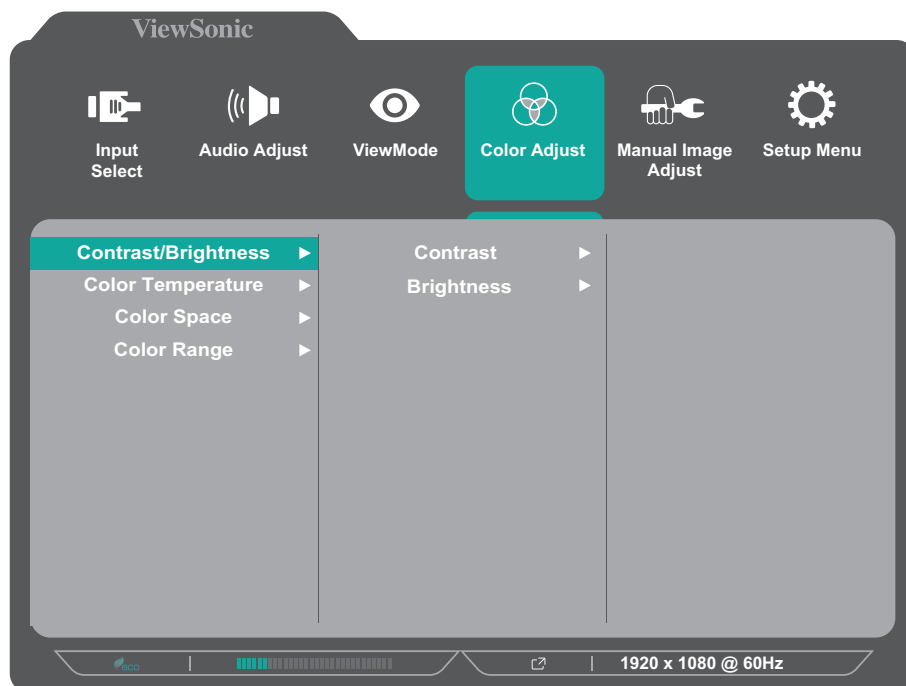 ViewSonic
Input Select
Audio Adjust
ViewMode
Color Adjust
Manual Image Adjust
Setup Menu
Contrast/Brightness
Color Temperature
Color Space
Color Range
Contrast
Brightness
eco
1920 x 1080 @ 60Hz